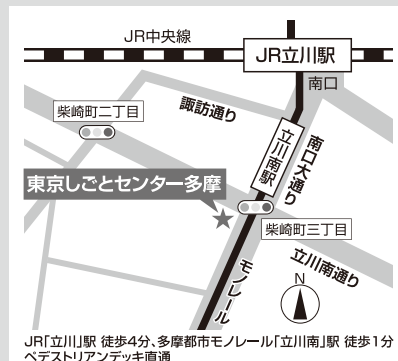 JR中央線
JR立川駅
南口
諏訪通り
柴崎町二丁目
立川南駅
南口大通り
東京しごとセンター多摩
柴崎町三丁目
立川南通り
モノレール
N
JR「立川」駅 徒歩4分、多摩都市モノレール「立川南」駅 徒歩1分
ペデストリアンデッキ直通